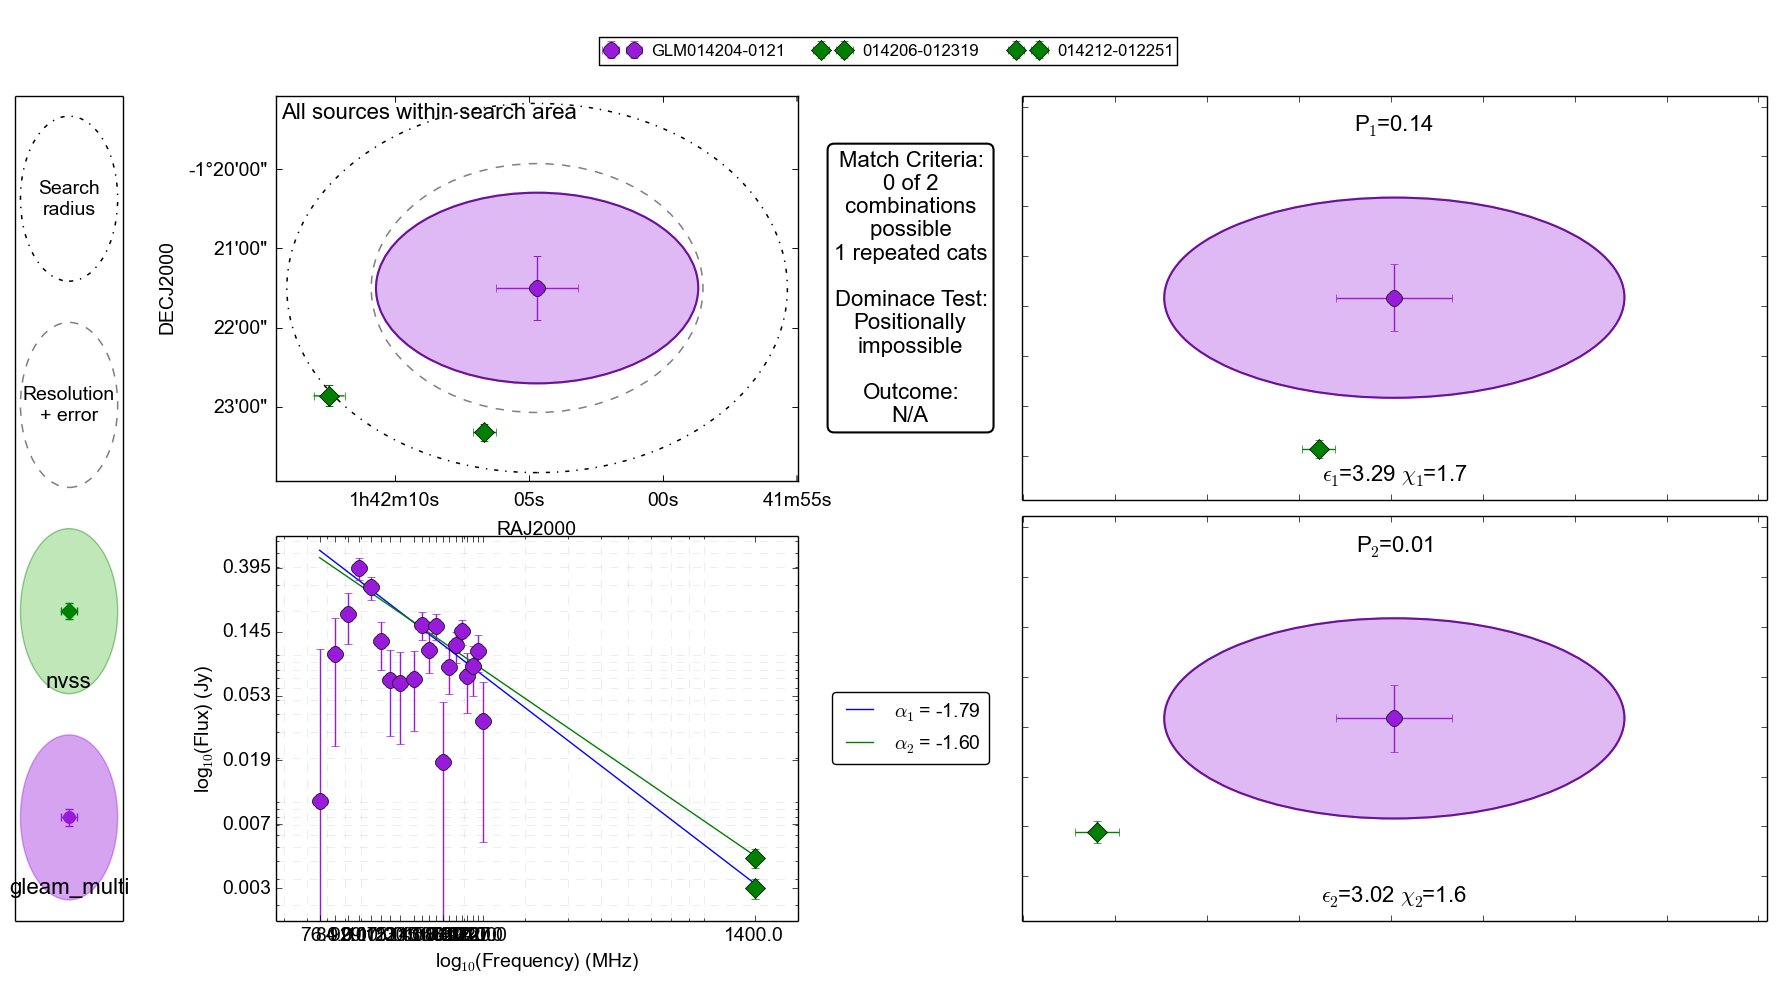 GLM014204-0121 014206-012319 014212-012251
Search
radius
Resolution
+ error
nvss
gleam_multi
All sources within search area
DECJ2000
-1°20'00"
21'00"
22'00"
23'00"
1h42m10s 05s 00s 41m55s
RAJ2000
Match Criteria:
0 of 2
combinations
possible
1 repeated cats
Dominace Test:
Positionally
impossible
Outcome:
N/A
P1=0.14
ϵ1=3.29 χ1=1.7
P2=0.01
ϵ2=3.02 χ2=1.6
log10(Flux) (Jy)
0.395
0.145
0.053
0.019
0.007
0.003
1400.0
log10(Frequency) (MHz)
α1 = -1.79
α2 = -1.60